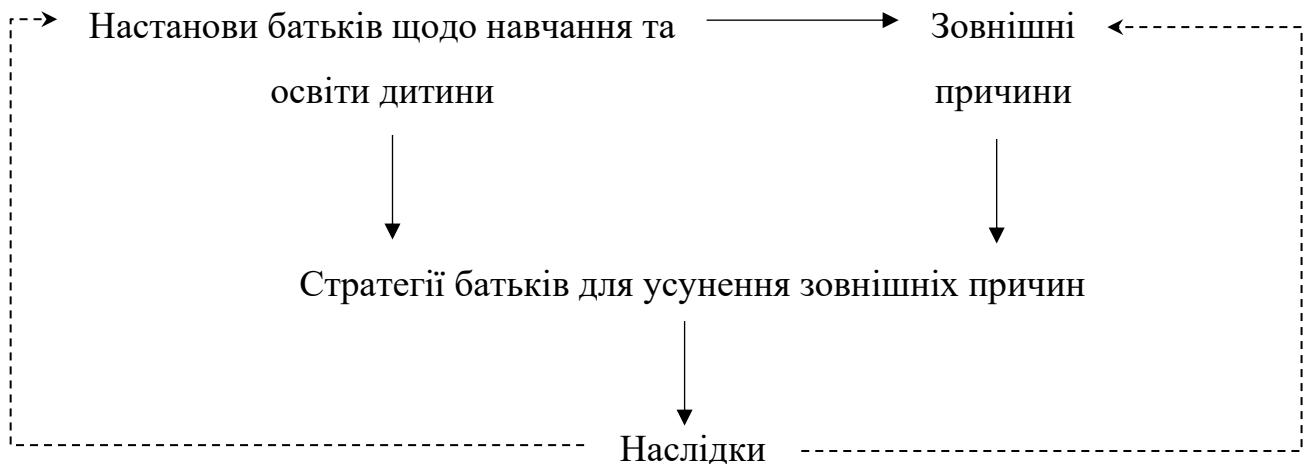 Настанови батьків щодо навчання та
освіти дитини
Зовнішні
причини
Стратегії батьків для усунення зовнішніх причин
Наслідки